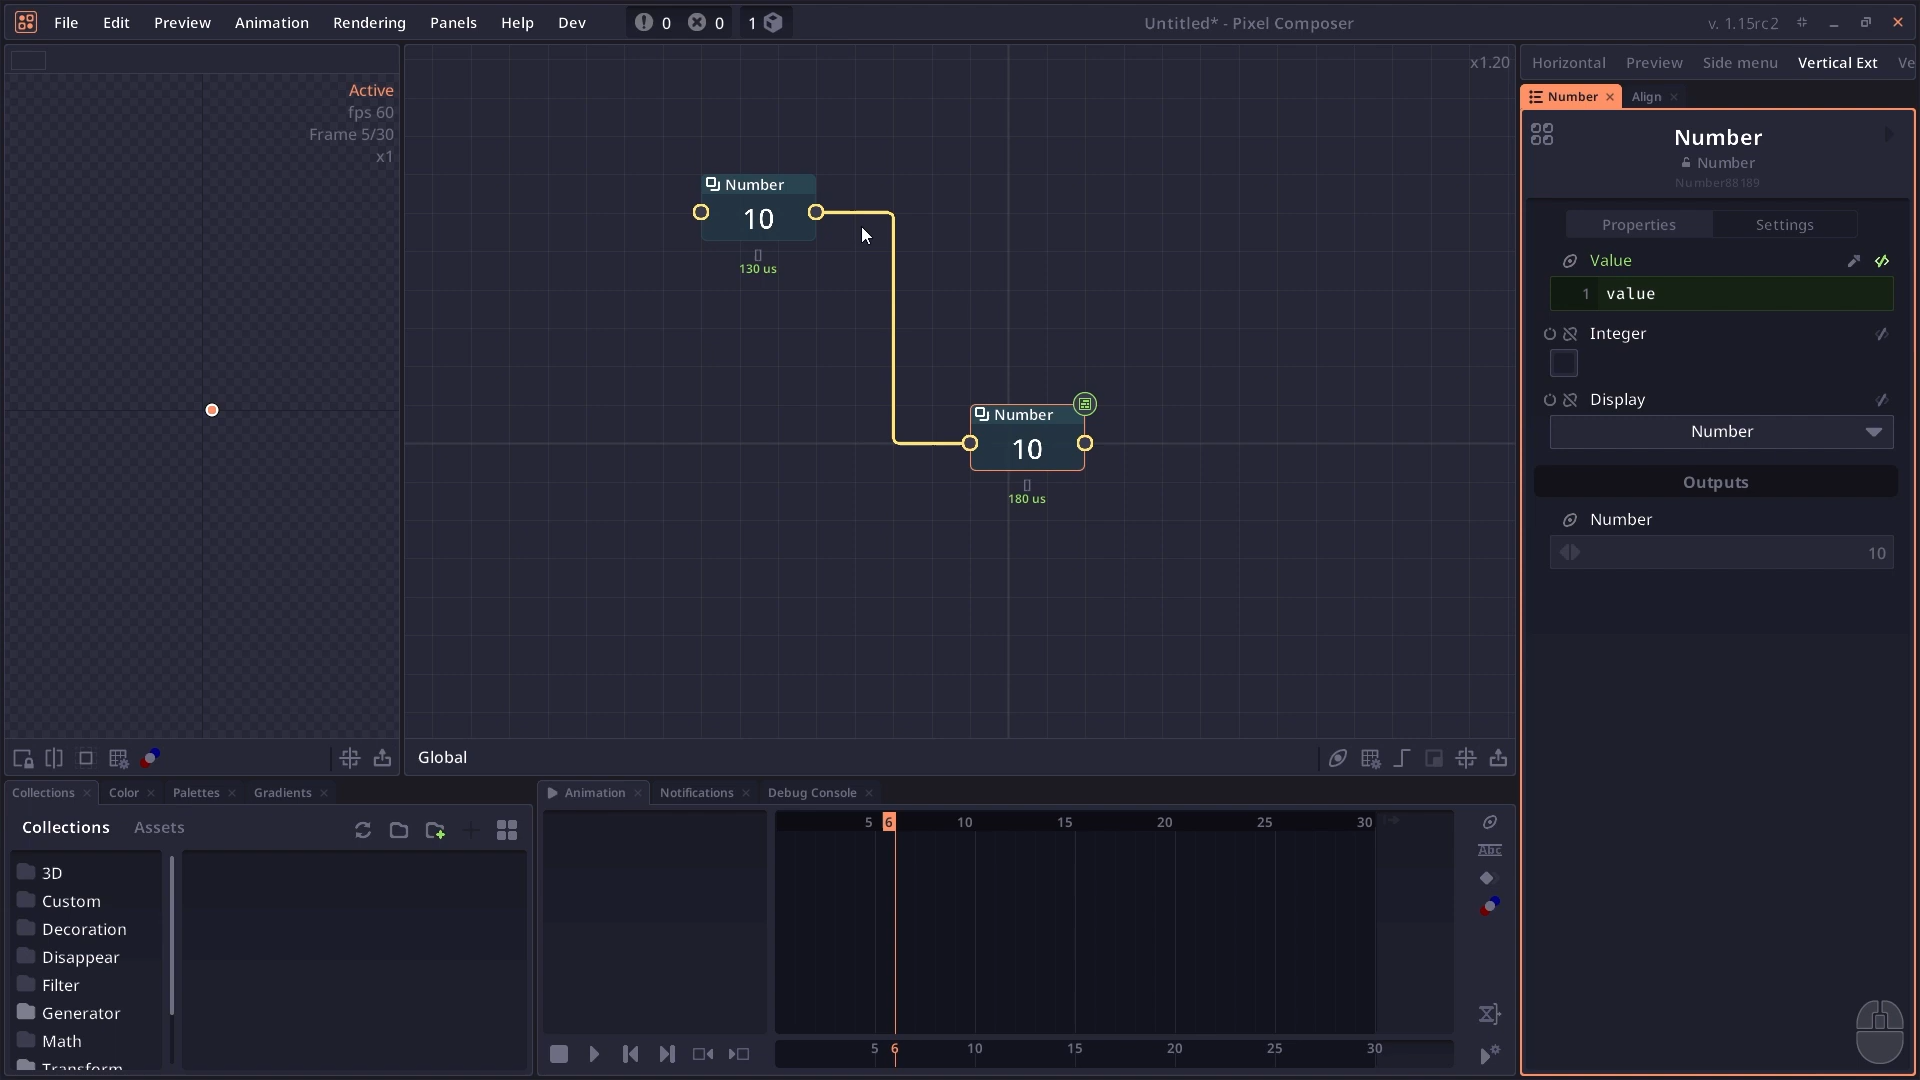 File Edit Preview Animation Rendering Panels Help Dev 0 0 1 Untitled* - Pixel Composer v. 1.15rc2
Active
fps 60
Frame 5/30
x1
x1.20
Number
10
[]
130 us
Number
10
[]
180 us
Global
Horizontal Preview Side menu Vertical Ext Ve
Number Align
Number
Number
Number88189
Properties Settings
Value
1 value
Integer
Display
Number
Outputs
Number
10
Collections Color Palettes Gradients
Collections Assets
3D
Custom
Decoration
Disappear
Filter
Generator
Math
Transform
Animation Notifications Debug Console
5 6 10 15 20 25 30
Abc
5 6 10 15 20 25 30